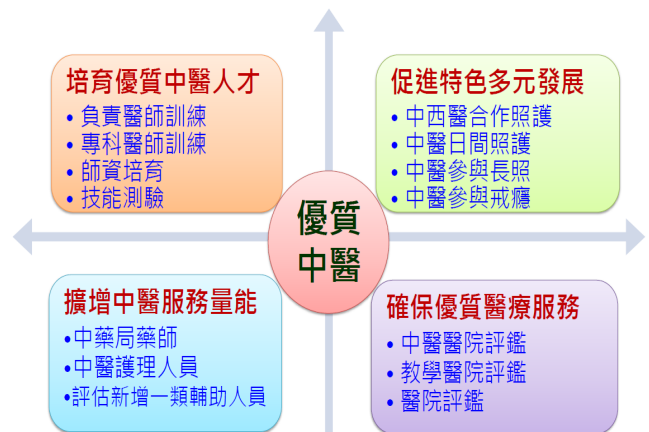 培育優質中醫人才
• 負責醫師訓練
• 專科醫師訓練
• 師資培育
• 技能測驗
促進特色多元發展
• 中西醫合作照護
• 中醫日間照護
• 中醫參與長照
• 中醫參與戒癮
優質
中醫
擴增中醫服務量能
•中藥局藥師
•中醫護理人員
•評估新增一類輔助人員
確保優質醫療服務
• 中醫醫院評鑑
• 教學醫院評鑑
• 醫院評鑑